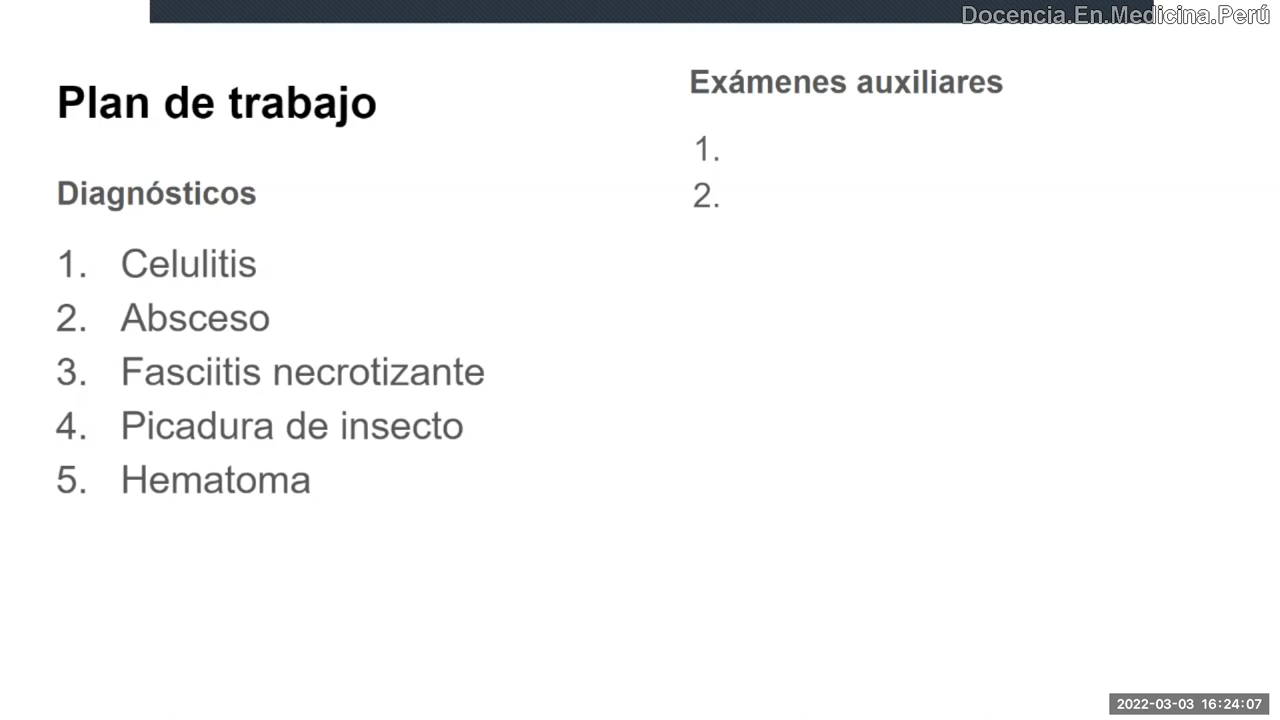 Docencia.En.Medicina.Perú
Plan de trabajo
Diagnósticos
1. Celulitis
2. Absceso
3. Fasciitis necrotizante
4. Picadura de insecto
5. Hematoma
Exámenes auxiliares
1.
2.
2022-03-03 16:24:07